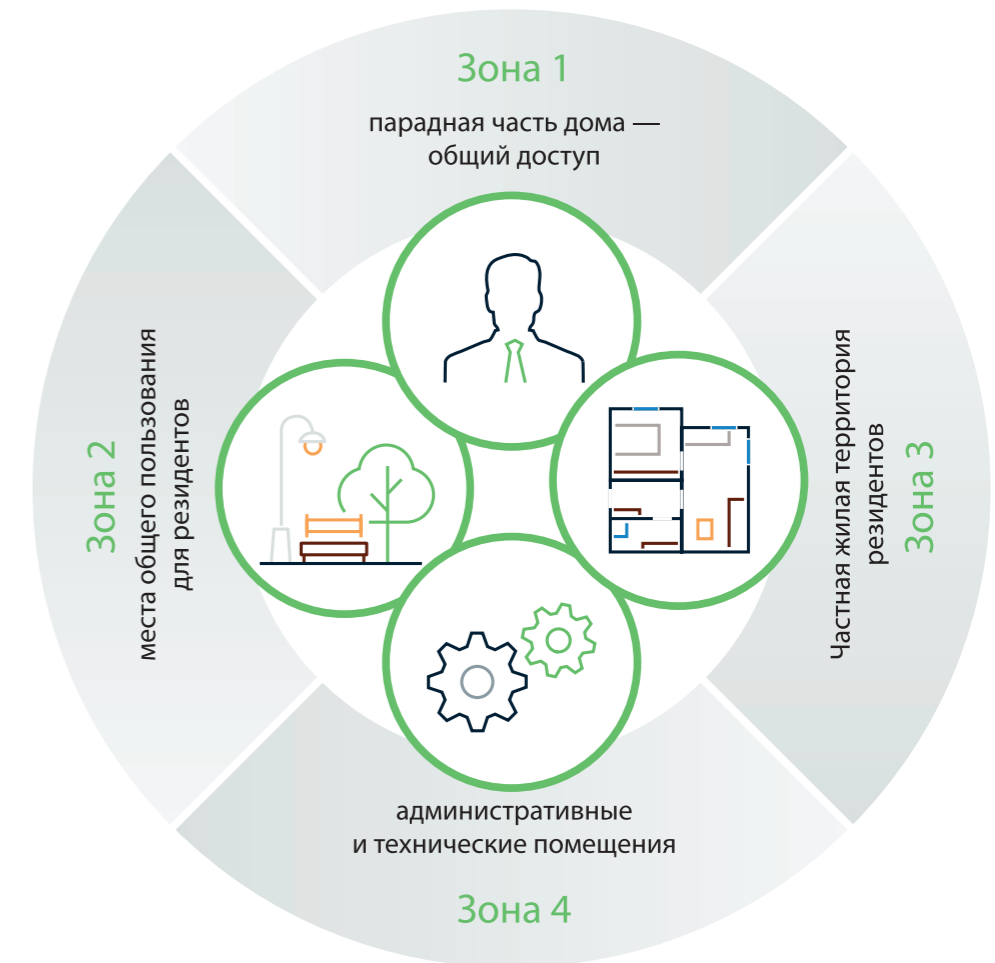 Зона 1
парадная часть дома —
общий доступ
Зона 2
места общего пользования
для резидентов
Частная жилая территория
резидентов
Зона 3
административные
и технические помещения
Зона 4